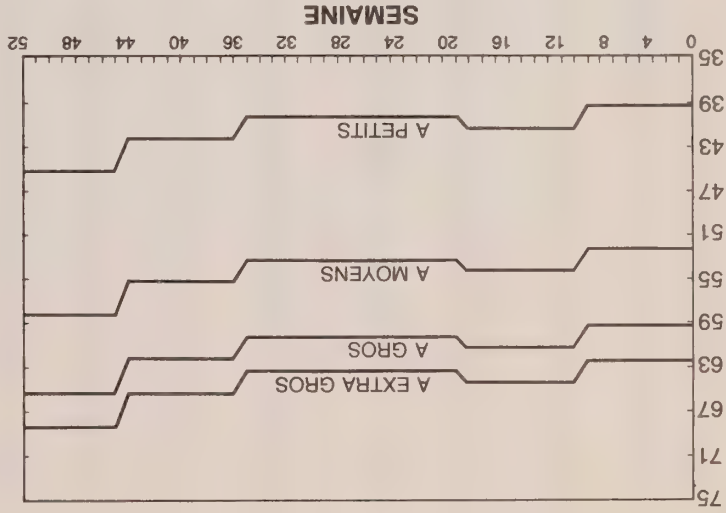 75
71
67
A EXTRA GROS
63
A GROS
59
55
A MOYENS
51
47
43
A PETITS
39
35
0 4 8 12 16 20 24 28 32 36 40 44 48 52
SEMAINE